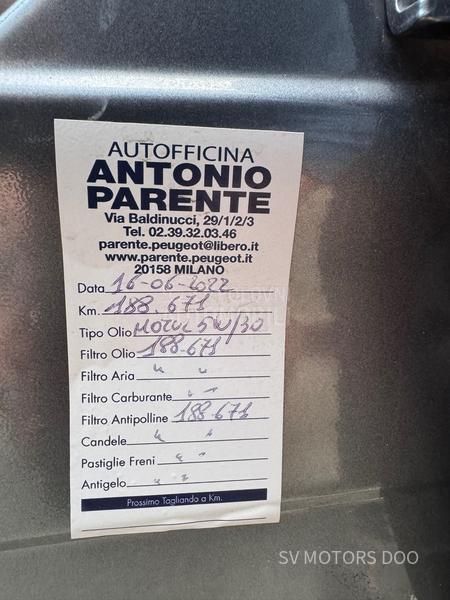 AUTOFFICINA
ANTONIO
PARENTE
Via Baldinucci, 29/1/2/3
Tel. 02.39.32.03.46
parente.peugeot@libero.it
www.parente.peugeot.it
20158 MILANO
Data 16-06-2022
Km. 188.671
Tipo Olio MOTUL 5W/30
Filtro Olio 188.671
Filtro Aria " "
Filtro Carburante " "
Filtro Antipolline 188.671
Candele " "
Pastiglie Freni " "
Antigelo " "
Prossimo Tagliando a Km.
SV MOTORS DOO